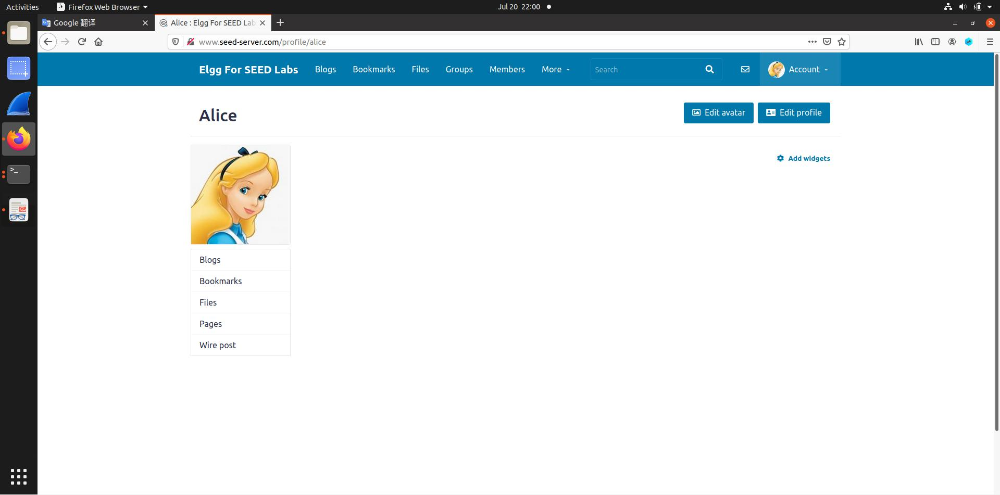 Activities Firefox Web Browser Jul 20 22:00
Google 翻译 Alice : Elgg For SEED Lab
www.seed-server.com/profile/alice
Elgg For SEED Labs Blogs Bookmarks Files Groups Members More Search Account
Alice Edit avatar Edit profile
Add widgets
Blogs
Bookmarks
Files
Pages
Wire post